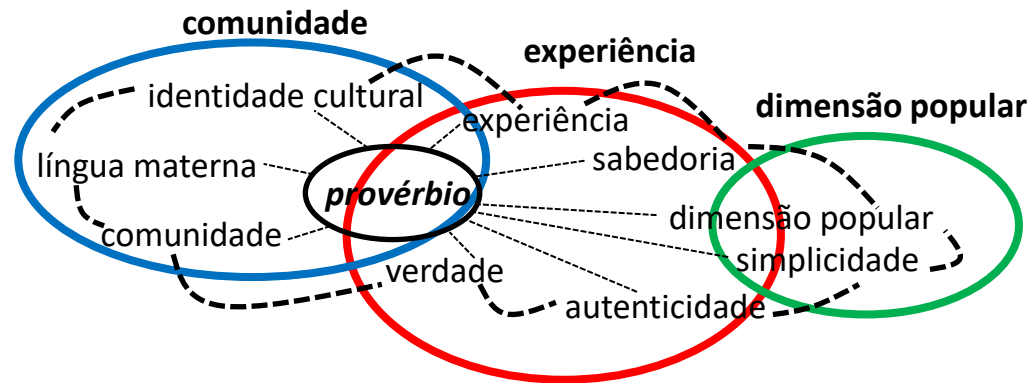 comunidade
experiência
dimensão popular
identidade cultural
experiência
sabedoria
língua materna
provérbio
dimensão popular
comunidade
simplicidade
verdade
autenticidade